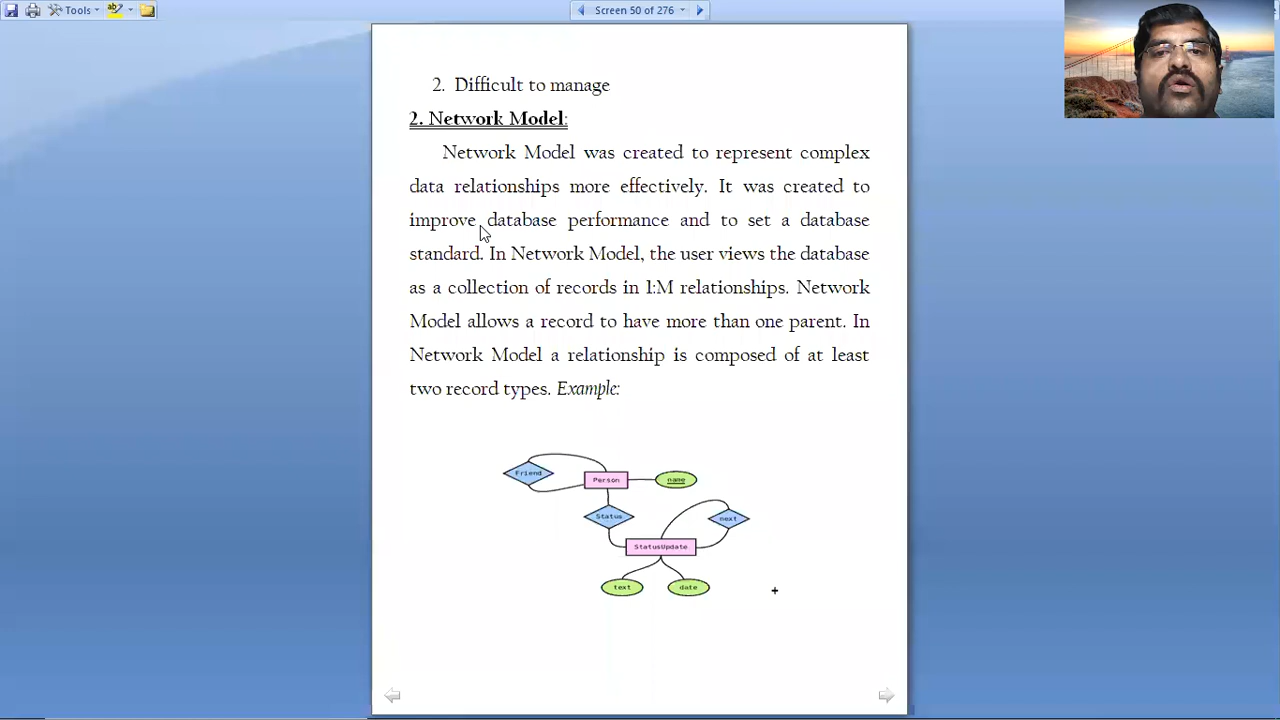 Tools
Screen 50 of 276
2. Difficult to manage
2. Network Model:
Network Model was created to represent complex
data relationships more effectively. It was created to
improve database performance and to set a database
standard. In Network Model, the user views the database
as a collection of records in 1:M relationships. Network
Model allows a record to have more than one parent. In
Network Model a relationship is composed of at least
two record types. Example:
Friend
Person
name
Status
next
StatusUpdate
text
date